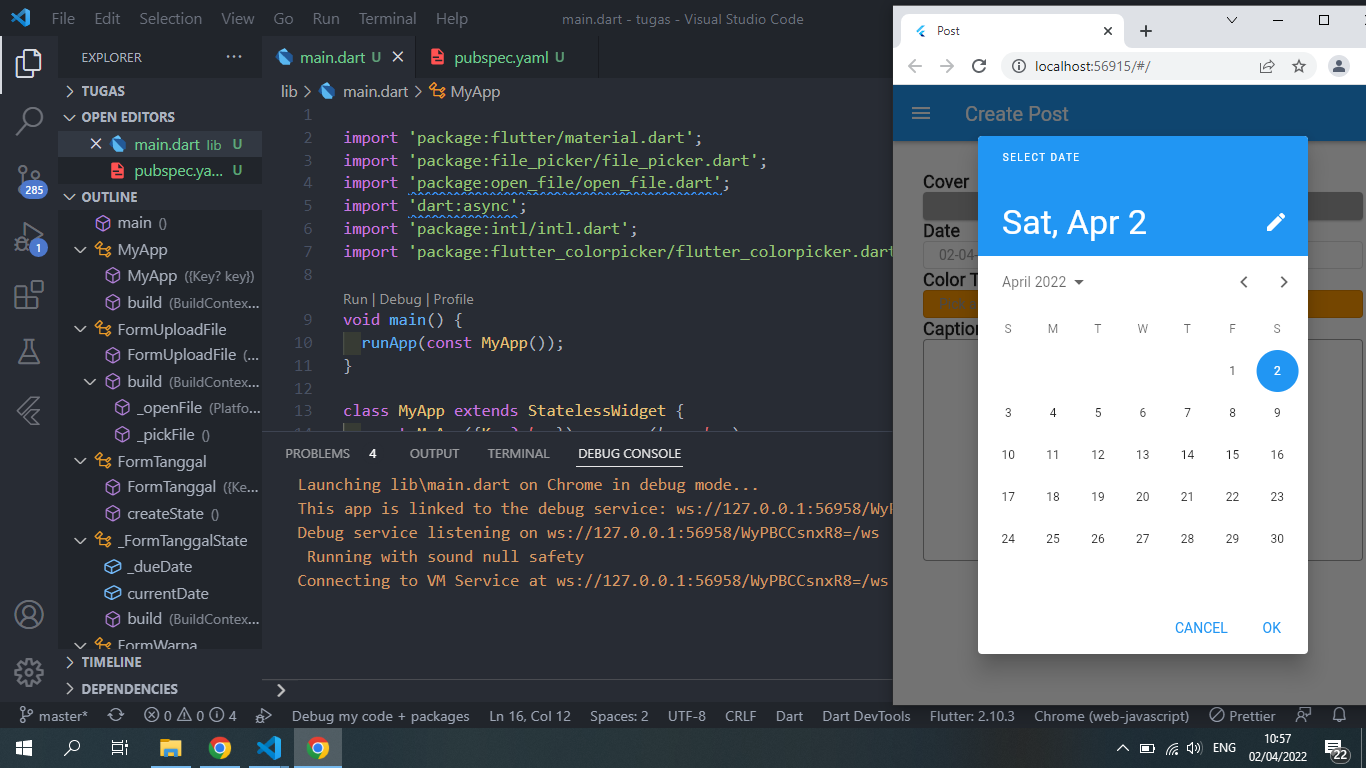 File Edit Selection View Go Run Terminal Help
main.dart - tugas - Visual Studio Code
EXPLORER
TUGAS
OPEN EDITORS
main.dart lib U
pubspec.ya... U
OUTLINE
main ()
MyApp
MyApp ({Key? key})
build (BuildContex...
FormUploadFile
FormUploadFile (...
build (BuildContex...
_openFile (Platfo...
_pickFile ()
FormTanggal
FormTanggal ({Ke...
createState ()
_FormTanggalState
_dueDate
currentDate
build (BuildContex...
FormWarna
TIMELINE
DEPENDENCIES
285
1
main.dart U
pubspec.yaml U
lib > main.dart > MyApp
1
2 import 'package:flutter/material.dart';
3 import 'package:file_picker/file_picker.dart';
4 import 'package:open_file/open_file.dart';
5 import 'dart:async';
6 import 'package:intl/intl.dart';
7 import 'package:flutter_colorpicker/flutter_colorpicker.dart
8
Run | Debug | Profile
9 void main() {
10 runApp(const MyApp());
11 }
12
13 class MyApp extends StatelessWidget {
PROBLEMS 4 OUTPUT TERMINAL DEBUG CONSOLE
Launching lib\main.dart on Chrome in debug mode...
This app is linked to the debug service: ws://127.0.0.1:56958/WyP
Debug service listening on ws://127.0.0.1:56958/WyPBCCsnxR8=/ws
Running with sound null safety
Connecting to VM Service at ws://127.0.0.1:56958/WyPBCCsnxR8=/ws
master* 0 0 4 Debug my code + packages Ln 16, Col 12 Spaces: 2 UTF-8 CRLF Dart Dart DevTools Flutter: 2.10.3 Chrome (web-javascript) Prettier
Post
localhost:56915/#/
Create Post
Cover
Date
02-04-
Color T
Caption
SELECT DATE
Sat, Apr 2
April 2022
S M T W T F S
1 2
3 4 5 6 7 8 9
10 11 12 13 14 15 16
17 18 19 20 21 22 23
24 25 26 27 28 29 30
CANCEL OK
ENG
10:57
02/04/2022
22